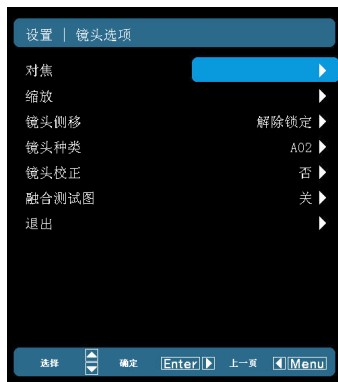 设置 | 镜头选项
对焦
缩放
镜头侧移 解除锁定
镜头种类 A02
镜头校正 否
融合测试图 关
退出
选择 确定 Enter 上一页 Menu